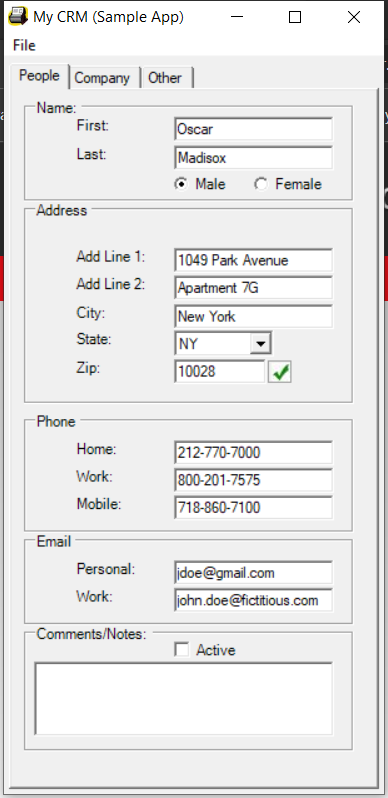 My CRM (Sample App)
File
People Company Other
Name:
First: Oscar
Last: Madisox
Male Female
Address
Add Line 1: 1049 Park Avenue
Add Line 2: Apartment 7G
City: New York
State: NY
Zip: 10028
Phone
Home: 212-770-7000
Work: 800-201-7575
Mobile: 718-860-7100
Email
Personal: jdoe@gmail.com
Work: john.doe@fictitious.com
Comments/Notes:
Active